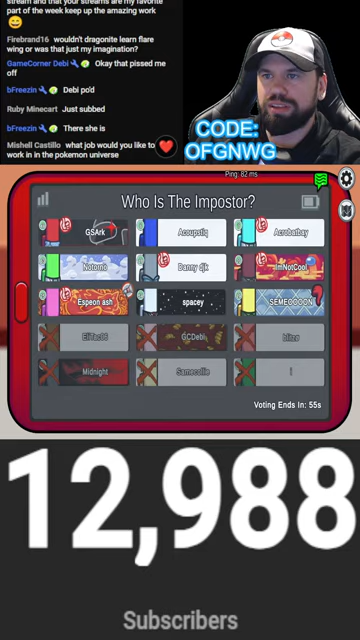 stream and that your streams are my favorite
part of the week keep up the amazing work
Firebrand16 wouldn't dragonite learn flare
wing or was that just my imagination?
GameCorner Debi Okay that pissed me
off
bFreezin Debi po'd
Ruby Minecart Just subbed
bFreezin There she is
Mishell Castillo what job would you like to
work in in the pokemon universe
CODE:
OFGNWG
Ping: 82 ms
Who Is The Impostor?
GSArk Acoupstiq Acrobatbay
Notorno Danny djk ImNotCool
Espeon ash spacey SEMEOOOON
EliTac06 GCDebi blize
Midnight Samecollie I
Voting Ends In: 55s
12,988
Subscribers